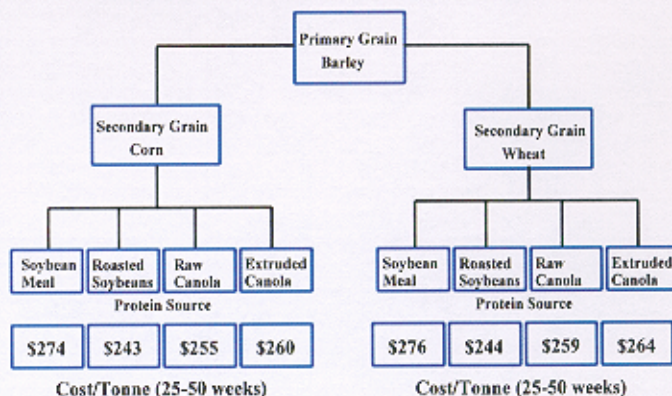 Primary Grain
Barley
Secondary Grain
Corn
Secondary Grain
Wheat
Soybean
Meal
Roasted
Soybeans
Raw
Canola
Extruded
Canola
Protein Source
$274
$243
$255
$260
Cost/Tonne (25-50 weeks)
Soybean
Meal
Roasted
Soybeans
Raw
Canola
Extruded
Canola
Protein Source
$276
$244
$259
$264
Cost/Tonne (25-50 weeks)